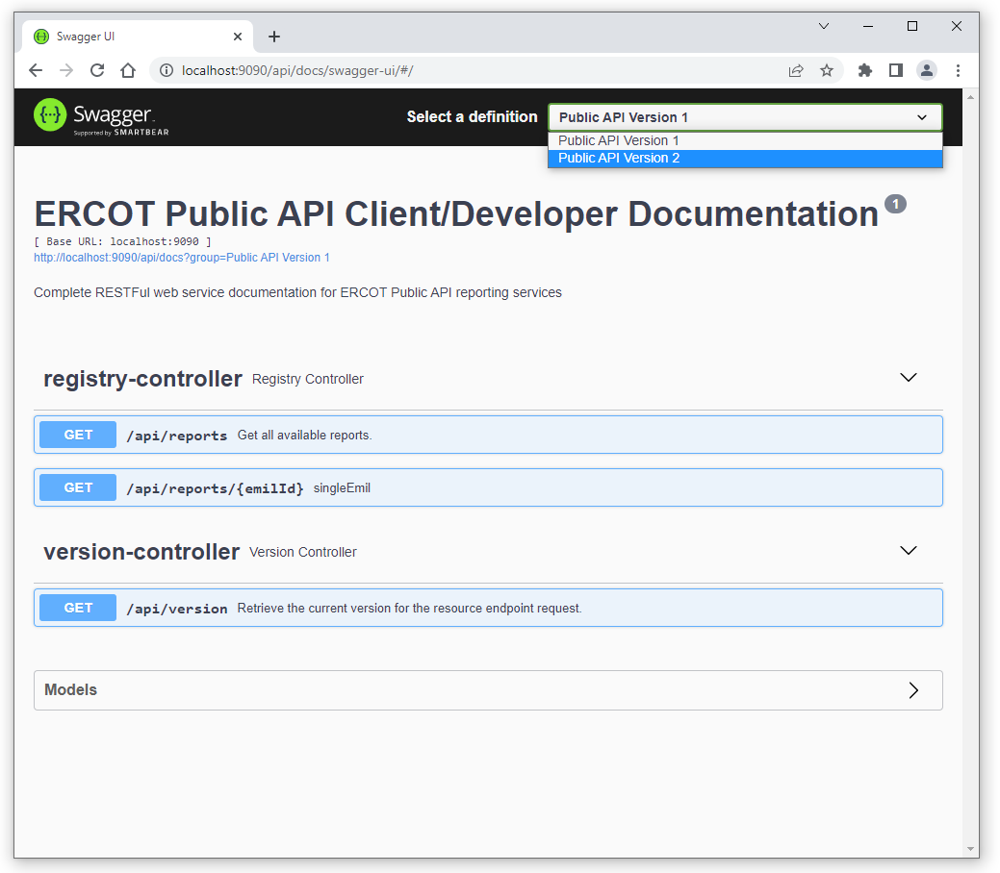 Swagger UI
localhost:9090/api/docs/swagger-ui/#/
Swagger
Supported by SMARTBEAR
Select a definition
Public API Version 1
Public API Version 1
Public API Version 2
ERCOT Public API Client/Developer Documentation 1
[ Base URL: localhost:9090 ]
http://localhost:9090/api/docs?group=Public API Version 1
Complete RESTFul web service documentation for ERCOT Public API reporting services
registry-controller Registry Controller
GET /api/reports Get all available reports.
GET /api/reports/{emilId} singleEmil
version-controller Version Controller
GET /api/version Retrieve the current version for the resource endpoint request.
Models